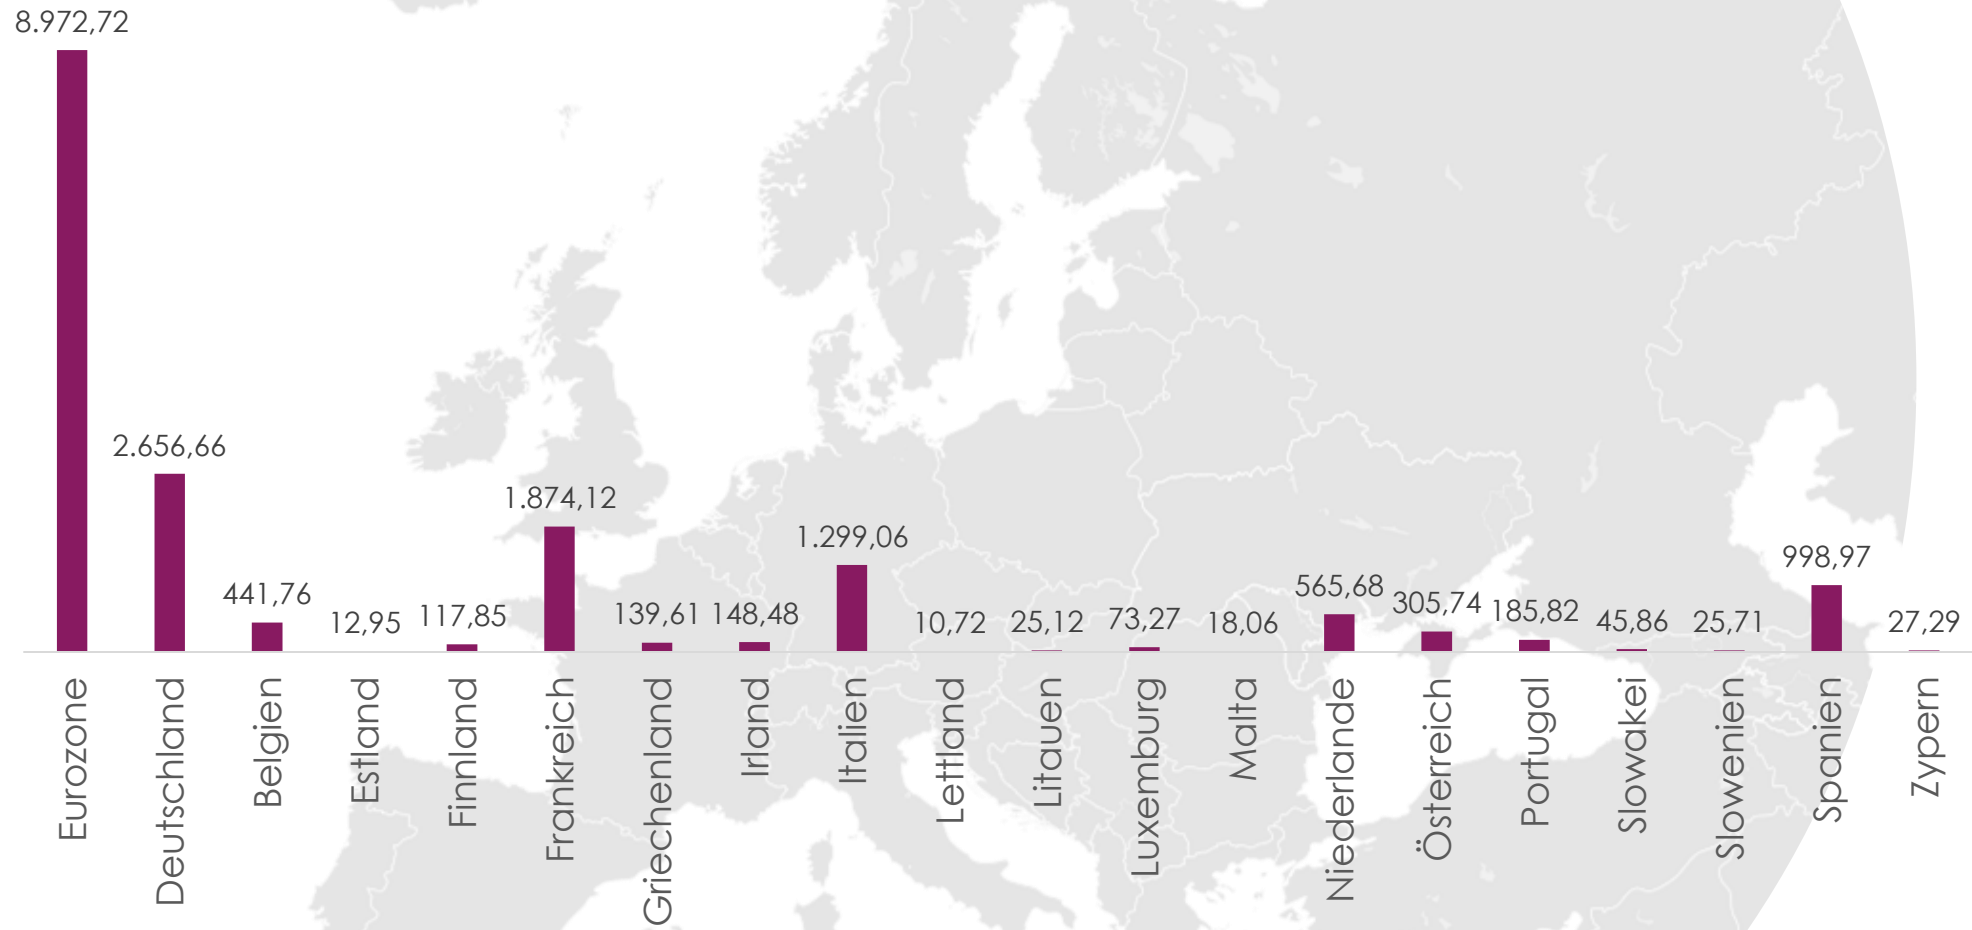 8.972,72
2.656,66
441,76
12,95
117,85
1.874,12
139,61
148,48
1.299,06
10,72
25,12
73,27
18,06
565,68
305,74
185,82
45,86
25,71
998,97
27,29
Eurozone
Deutschland
Belgien
Estland
Finnland
Frankreich
Griechenland
Irland
Italien
Lettland
Litauen
Luxemburg
Malta
Niederlande
Österreich
Portugal
Slowakei
Slowenien
Spanien
Zypern